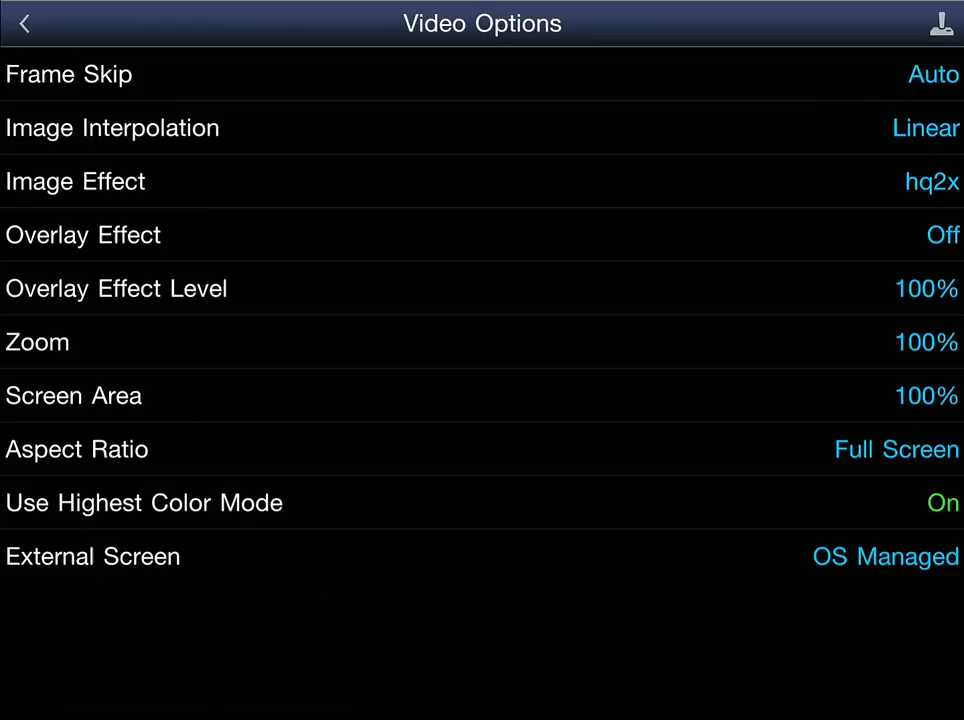 Video Options
Frame Skip Auto
Image Interpolation Linear
Image Effect hq2x
Overlay Effect Off
Overlay Effect Level 100%
Zoom 100%
Screen Area 100%
Aspect Ratio Full Screen
Use Highest Color Mode On
External Screen OS Managed